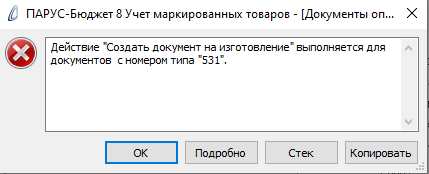 ПАРУС-Бюджет 8 Учет маркированных товаров - [Документы оп...
Действие "Создать документ на изготовление" выполняется для
документов с номером типа "531".
ОК
Подробно
Стек
Копировать